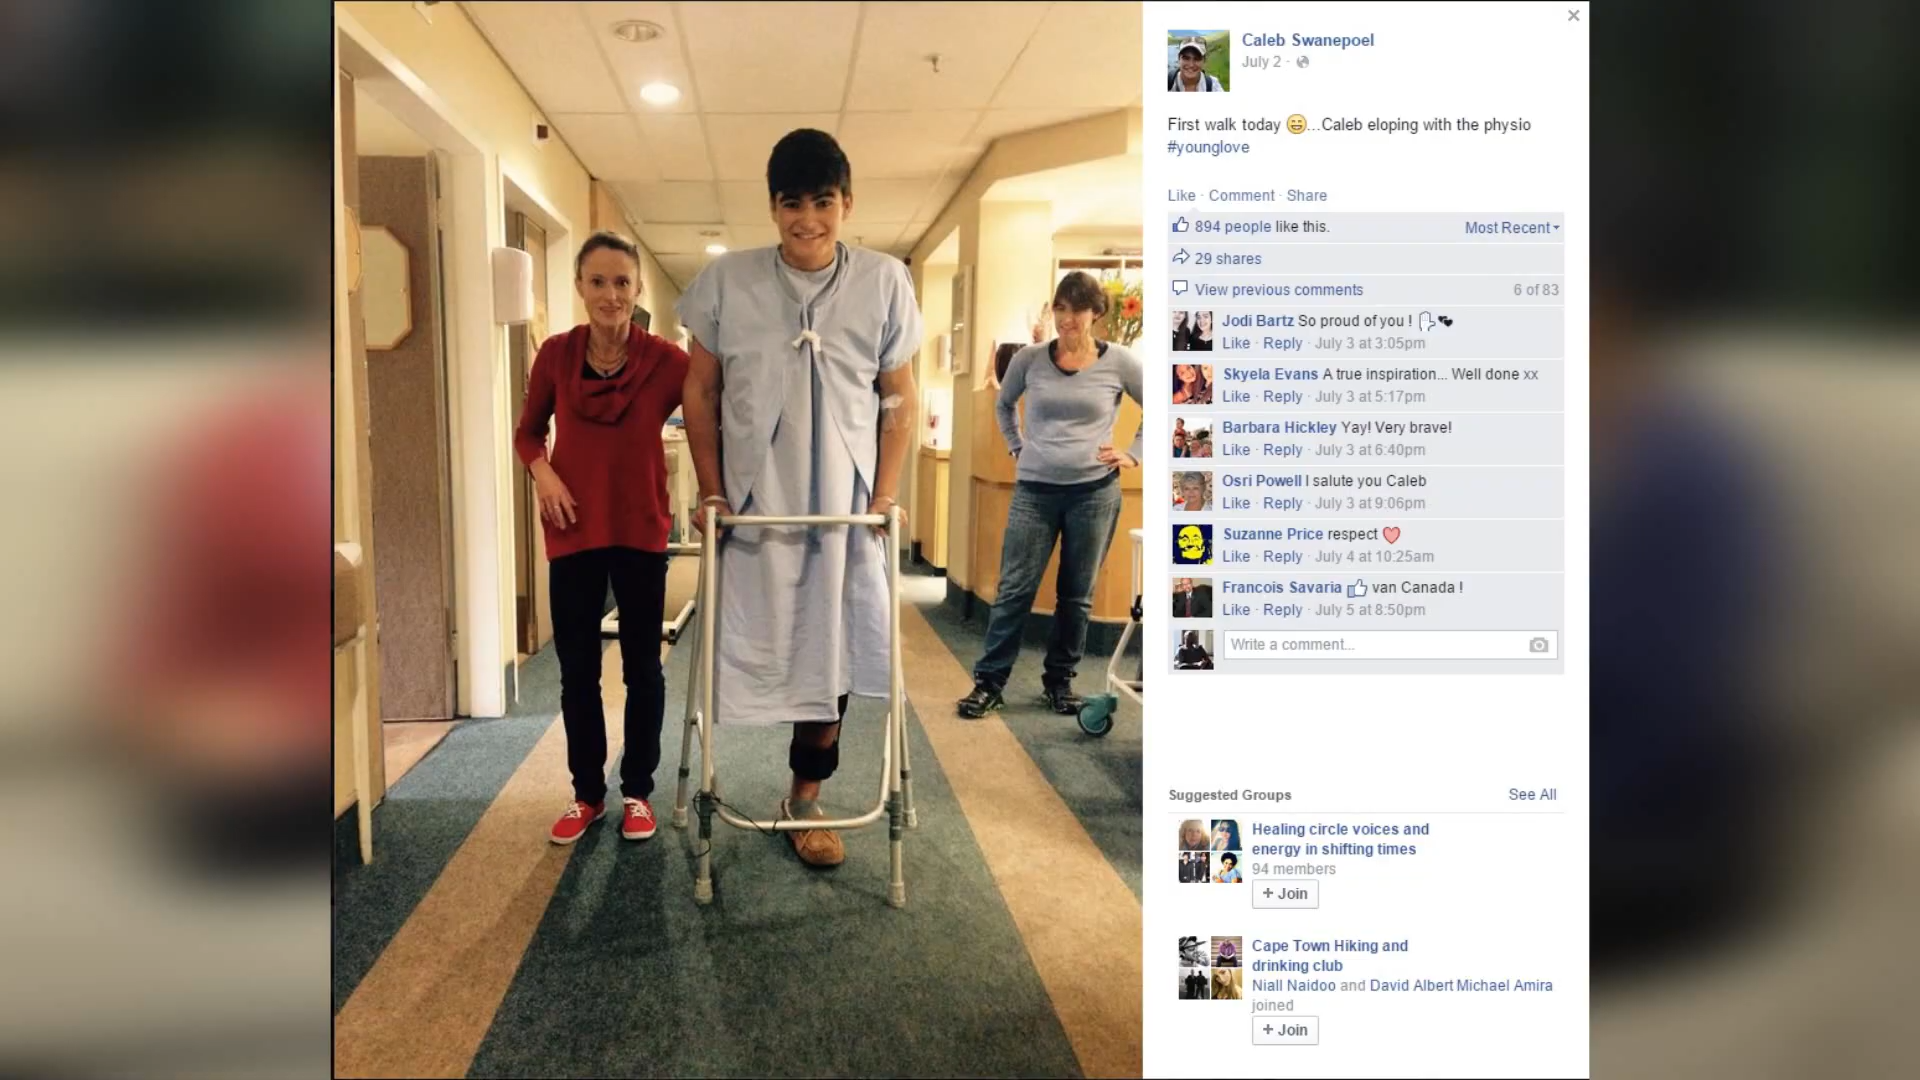 Caleb Swanepoel
July 2 ·
First walk today 😄...Caleb eloping with the physio
#younglove
Like · Comment · Share
894 people like this.
Most Recent
29 shares
View previous comments
6 of 83
Jodi Bartz So proud of you !
Like · Reply · July 3 at 3:05pm
Skyela Evans A true inspiration... Well done xx
Like · Reply · July 3 at 5:17pm
Barbara Hickley Yay! Very brave!
Like · Reply · July 3 at 6:40pm
Osri Powell I salute you Caleb
Like · Reply · July 3 at 9:06pm
Suzanne Price respect ❤
Like · Reply · July 4 at 10:25am
Francois Savaria 👍 van Canada !
Like · Reply · July 5 at 8:50pm
Write a comment...
Suggested Groups
See All
Healing circle voices and
energy in shifting times
94 members
+ Join
Cape Town Hiking and
drinking club
Niall Naidoo and David Albert Michael Amira
joined
+ Join